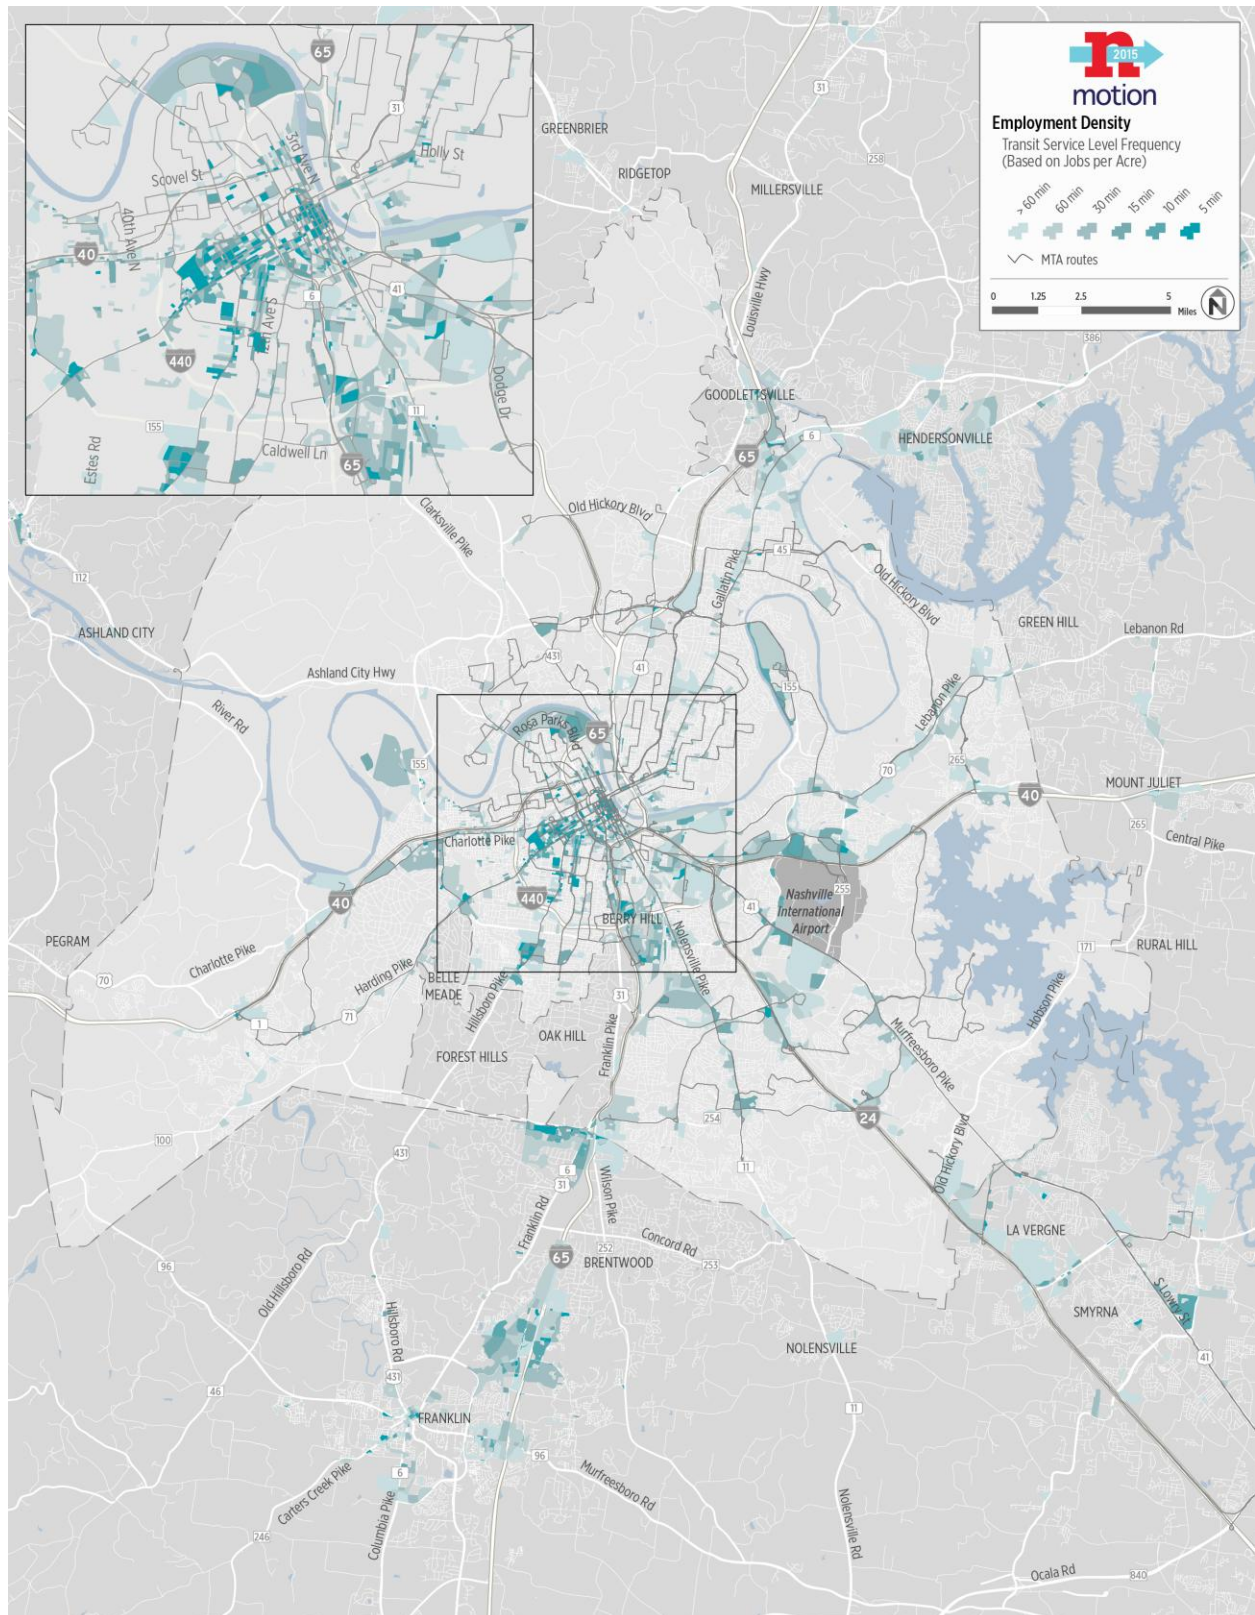 65
31
Holly St
3rd Ave N
Scovel St
40th Ave N
40
6
41
12th Ave S
440
Dodge Dr
11
155
Estes Rd
Caldwell Ln
65
n
2015
motion
Employment Density
Transit Service Level Frequency
(Based on Jobs per Acre)
> 60 min
60 min
30 min
15 min
10 min
5 min
MTA routes
0
1.25
2.5
5
Miles
N
31
GREENBRIER
258
RIDGETOP
MILLERSVILLE
Louisville Hwy
386
GOODLETTSVILLE
6
HENDERSONVILLE
65
Old Hickory Blvd
Clarksville Pike
45
Gallatin Pike
Old Hickory Blvd
112
ASHLAND CITY
GREEN HILL
Lebanon Rd
431
41
Ashland City Hwy
155
River Rd
Lebanon Pike
Rosa Parks Blvd
65
155
265
70
MOUNT JULIET
40
265
Central Pike
Charlotte Pike
40
440
255
Nashville
International
Airport
41
BERRY HILL
PEGRAM
Charlotte Pike
70
Harding Pike
BELLE
MEADE
Hillsboro Pike
Nolensville Pike
171
RURAL HILL
Hobson Pike
31
1
71
OAK HILL
FOREST HILLS
Franklin Pike
Murfreesboro Pike
100
254
24
431
6
31
11
Wilson Pike
Old Hickory Blvd
Franklin Rd
LA VERGNE
Concord Rd
252
253
65
BRENTWOOD
96
Old Hillsboro Rd
Hillsboro Rd
S Lowry St
SMYRNA
41
NOLENSVILLE
431
46
FRANKLIN
11
96
6
Murfreesboro Rd
Carters Creek Pike
Columbia Pike
246
Nolensville Rd
Ocala Rd
840